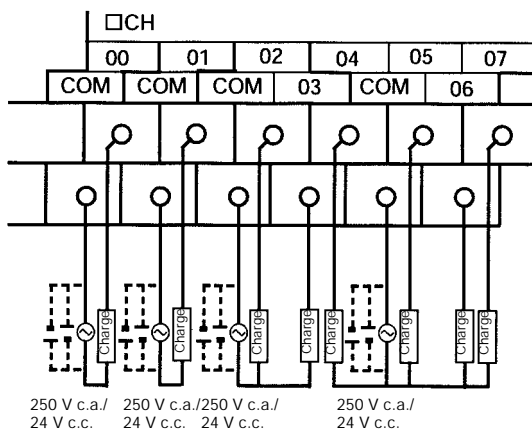 □CH
00 01 02 04 05 07
COM COM COM 03 COM 06
Charge Charge Charge Charge Charge Charge Charge Charge
250 V c.a./ 250 V c.a./ 250 V c.a./ 250 V c.a./
24 V c.c. 24 V c.c. 24 V c.c. 24 V c.c.